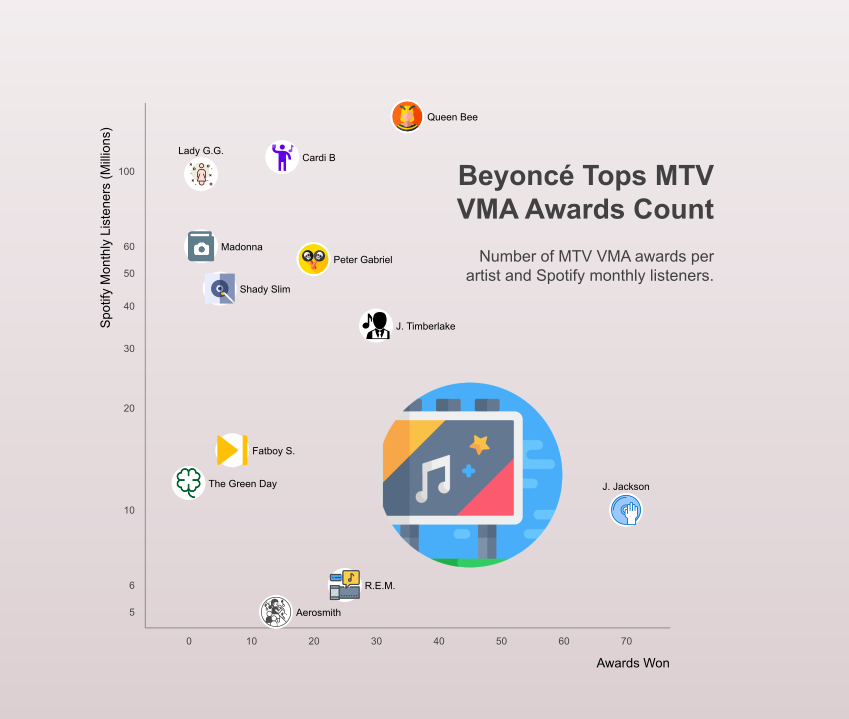 Queen Bee
Lady G.G.
Cardi B
Beyoncé Tops MTV
VMA Awards Count
Number of MTV VMA awards per
artist and Spotify monthly listeners.
Spotify Monthly Listeners (Millions)
100
60
50
40
30
20
10
6
5
Madonna
Peter Gabriel
Shady Slim
J. Timberlake
Fatboy S.
The Green Day
J. Jackson
R.E.M.
Aerosmith
0
10
20
30
40
50
60
70
Awards Won